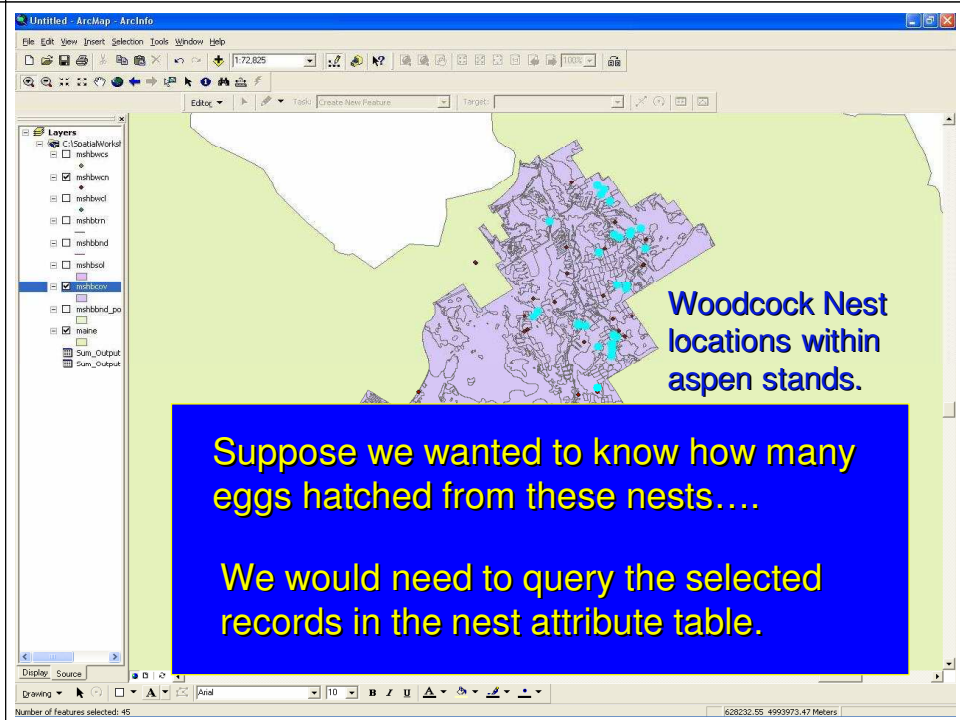 Untitled - ArcMap - ArcInfo
File Edit View Insert Selection Tools Window Help
1:72,825
100%
Editor Task: Create New Feature Target:
Layers
C:\SpatialWorksh
mshbwcs
mshbwcn
mshbwcl
mshbtrn
mshbbnd
mshbsol
mshbcov
mshbbnd_po
maine
Sum_Output
Sum_Output
Woodcock Nest
locations within
aspen stands.
Suppose we wanted to know how many
eggs hatched from these nests....
We would need to query the selected
records in the nest attribute table.
Display Source
Drawing A Arial 10 B I U A
Number of features selected: 45
628232.55 4993973.47 Meters